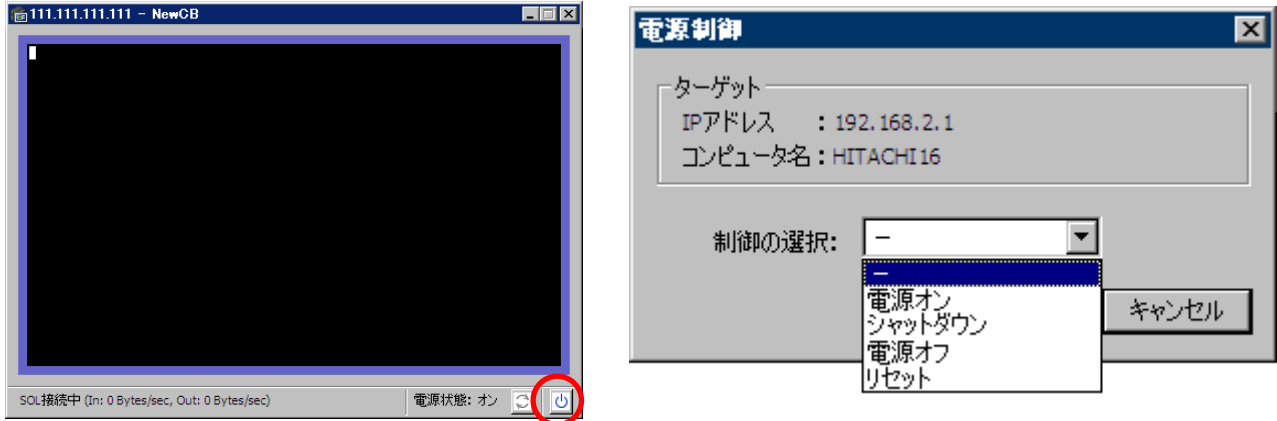 111.111.111.111 - NewCB
SOL接続中 (In: 0 Bytes/sec, Out: 0 Bytes/sec)
電源状態: オン
電源制御
ターゲット
IPアドレス : 192.168.2.1
コンピュータ名 : HITACHI16
制御の選択: －
－
電源オン
シャットダウン
電源オフ
リセット
キャンセル